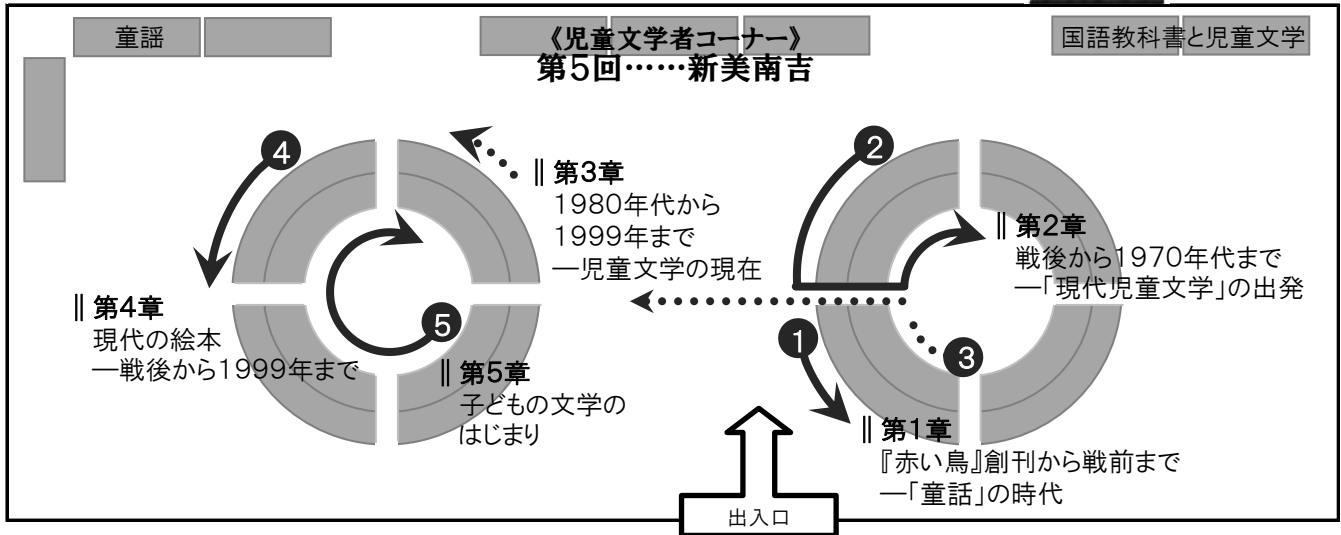 童謡
《児童文学者コーナー》
第5回……新美南吉
国語教科書と児童文学
❹
❷
‖第3章
1980年代から
1999年まで
―児童文学の現在
‖第2章
戦後から1970年代まで
―「現代児童文学」の出発
‖第4章
現代の絵本
―戦後から1999年まで
❺
❶
❸
‖第5章
子どもの文学の
はじまり
‖第1章
『赤い鳥』創刊から戦前まで
―「童話」の時代
出入口